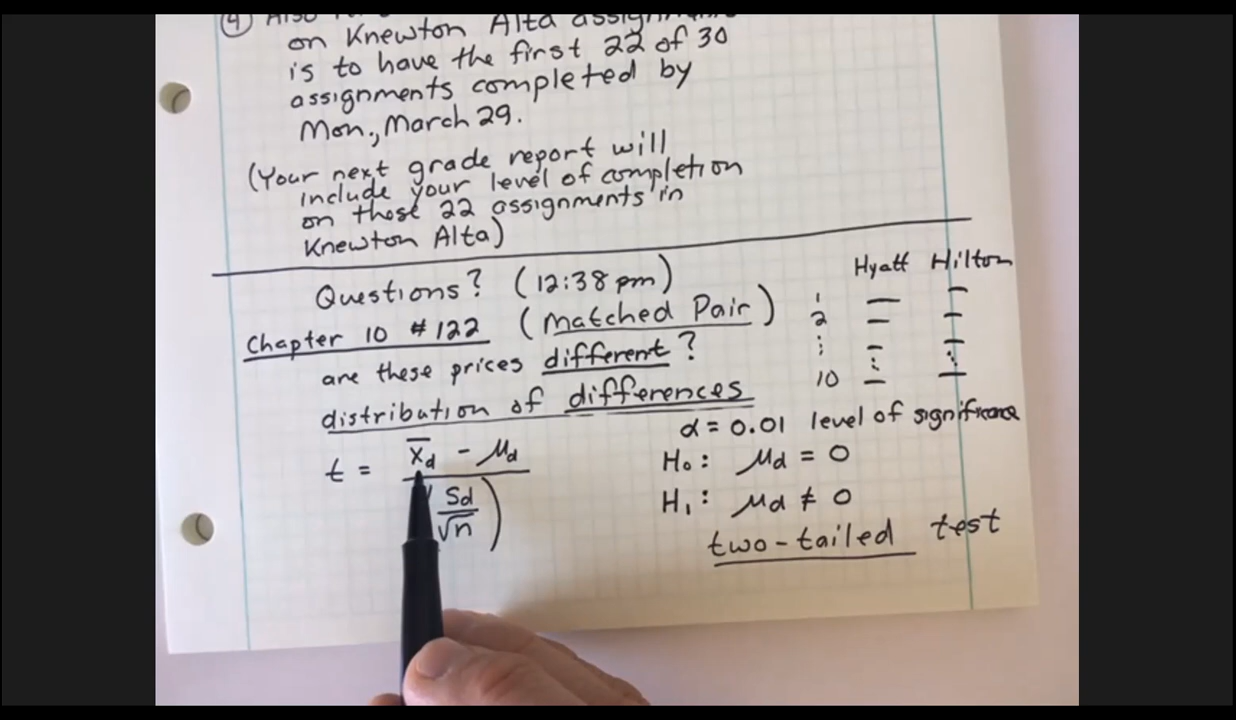 ④ Also
on Knewton Alta assignments
is to have the first 22 of 30
assignments completed by
Mon., March 29.
(Your next grade report will
include your level of completion
on those 22 assignments in
Knewton Alta)
Questions? (12:38 pm)
Chapter 10 #122 (Matched Pair)
are these prices different?
distribution of differences
t = x̄d - μd
(Sd
√n)
Hyatt Hilton
1 — —
2 — —
⋮ — —
⋮ ⋮
10 — —
α = 0.01 level of significance
H₀: μd = 0
H₁: μd ≠ 0
two-tailed test